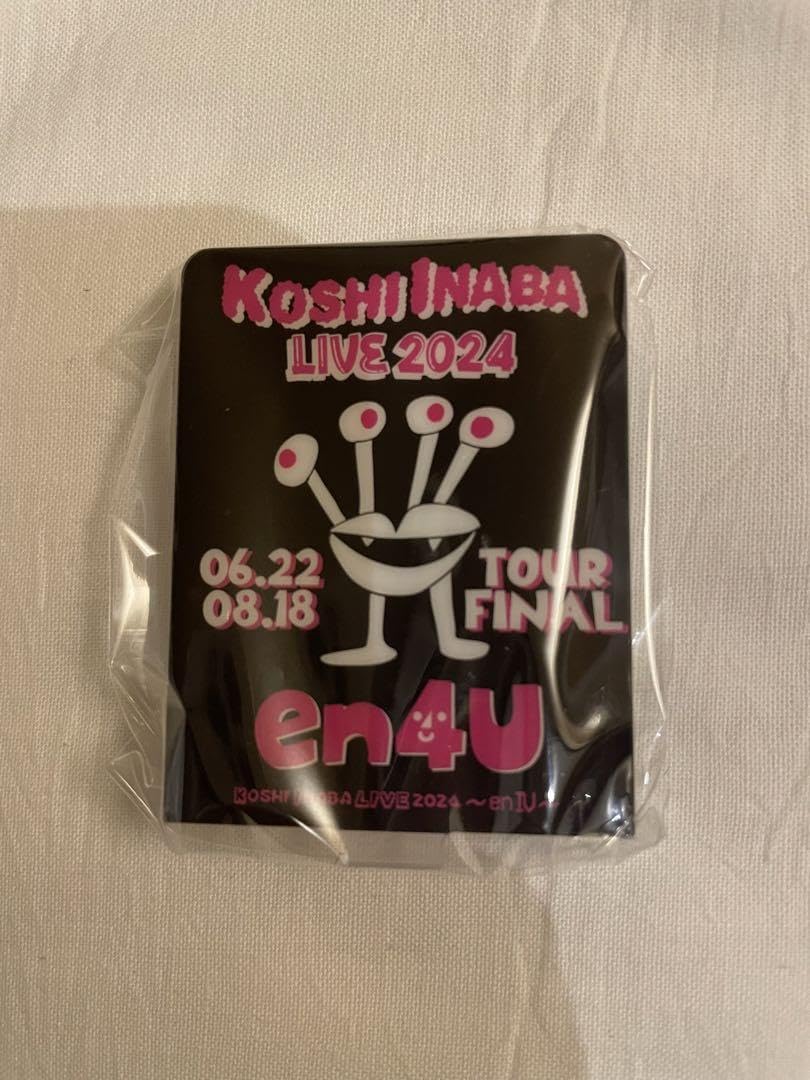 KOSHI INABA
LIVE 2024
06.22
08.18
TOUR
FINAL
en4U
KOSHI INABA LIVE 2024 ～enIV～